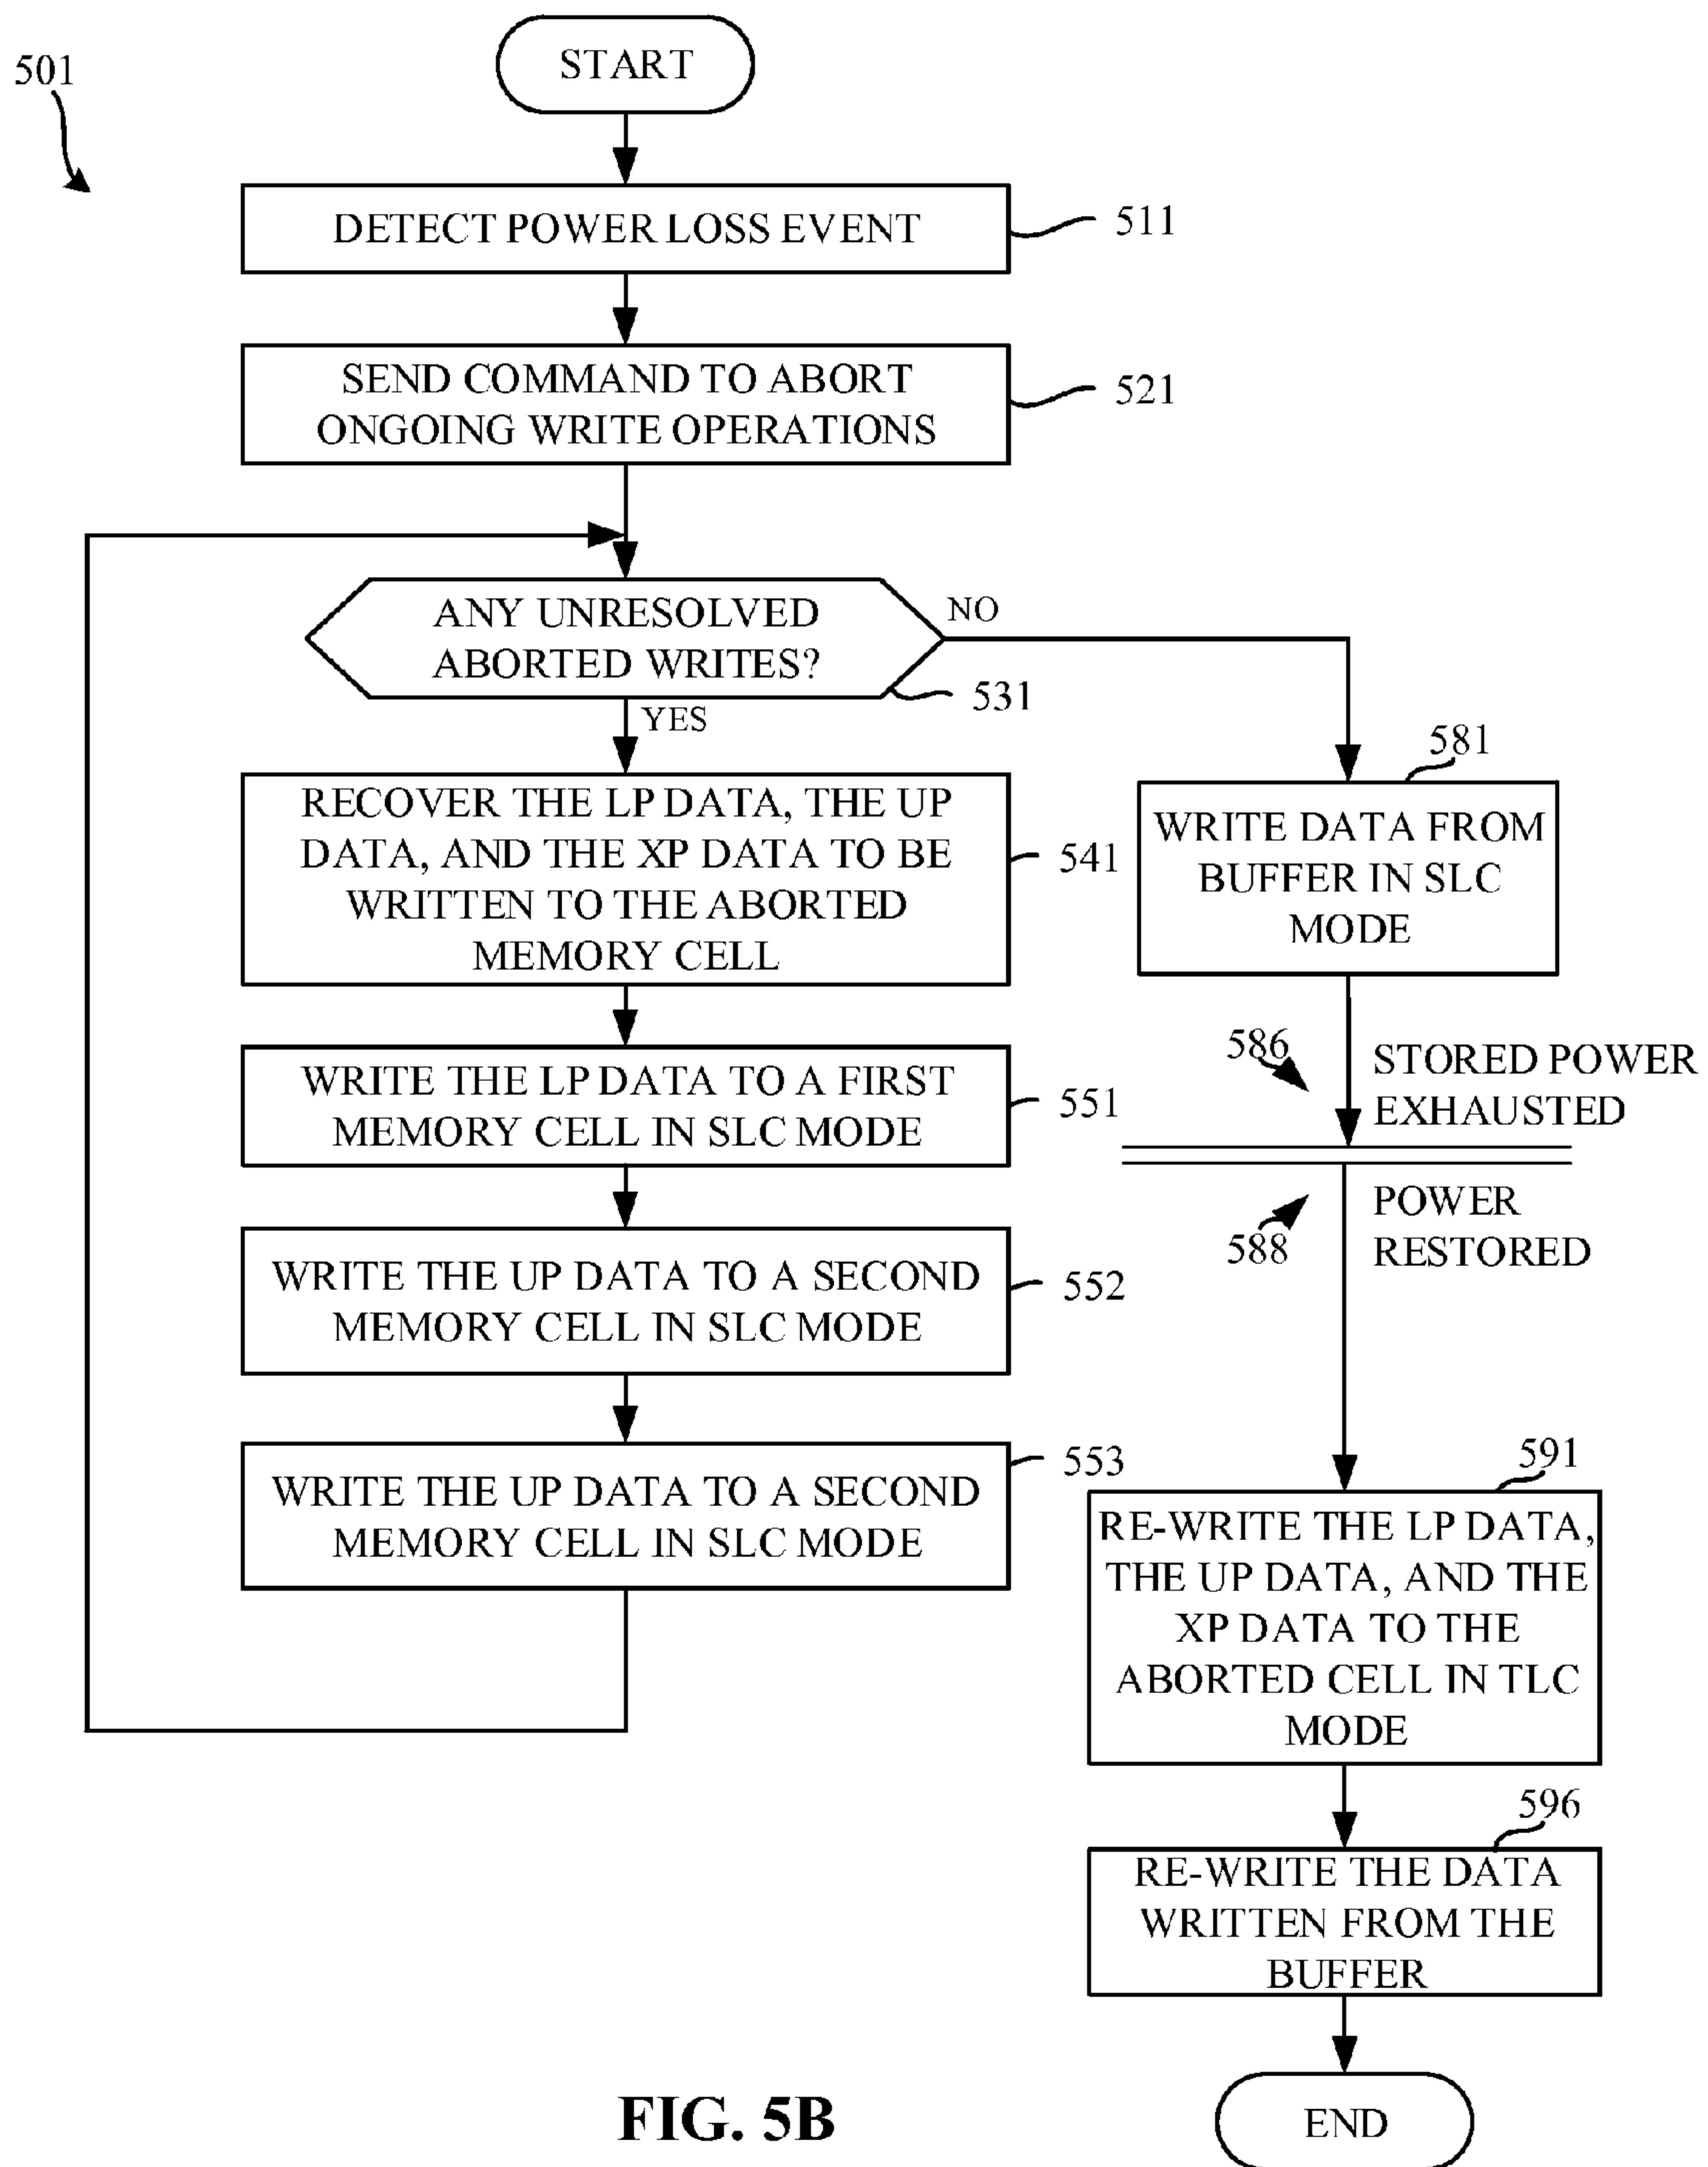 START
501
DETECT POWER LOSS EVENT
511
SEND COMMAND TO ABORT
ONGOING WRITE OPERATIONS
521
ANY UNRESOLVED
ABORTED WRITES?
NO
531
YES
RECOVER THE LP DATA, THE UP
DATA, AND THE XP DATA TO BE
WRITTEN TO THE ABORTED
MEMORY CELL
541
581
WRITE DATA FROM
BUFFER IN SLC
MODE
WRITE THE LP DATA TO A FIRST
MEMORY CELL IN SLC MODE
551
586
STORED POWER
EXHAUSTED
588
POWER
RESTORED
WRITE THE UP DATA TO A SECOND
MEMORY CELL IN SLC MODE
552
WRITE THE UP DATA TO A SECOND
MEMORY CELL IN SLC MODE
553
591
RE-WRITE THE LP DATA,
THE UP DATA, AND THE
XP DATA TO THE
ABORTED CELL IN TLC
MODE
596
RE-WRITE THE DATA
WRITTEN FROM THE
BUFFER
END
FIG. 5B